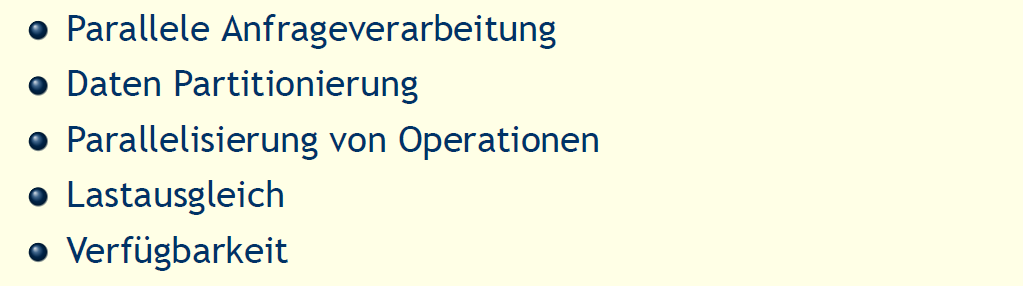 Parallele Anfrageverarbeitung
Daten Partitionierung
Parallelisierung von Operationen
Lastausgleich
Verfügbarkeit